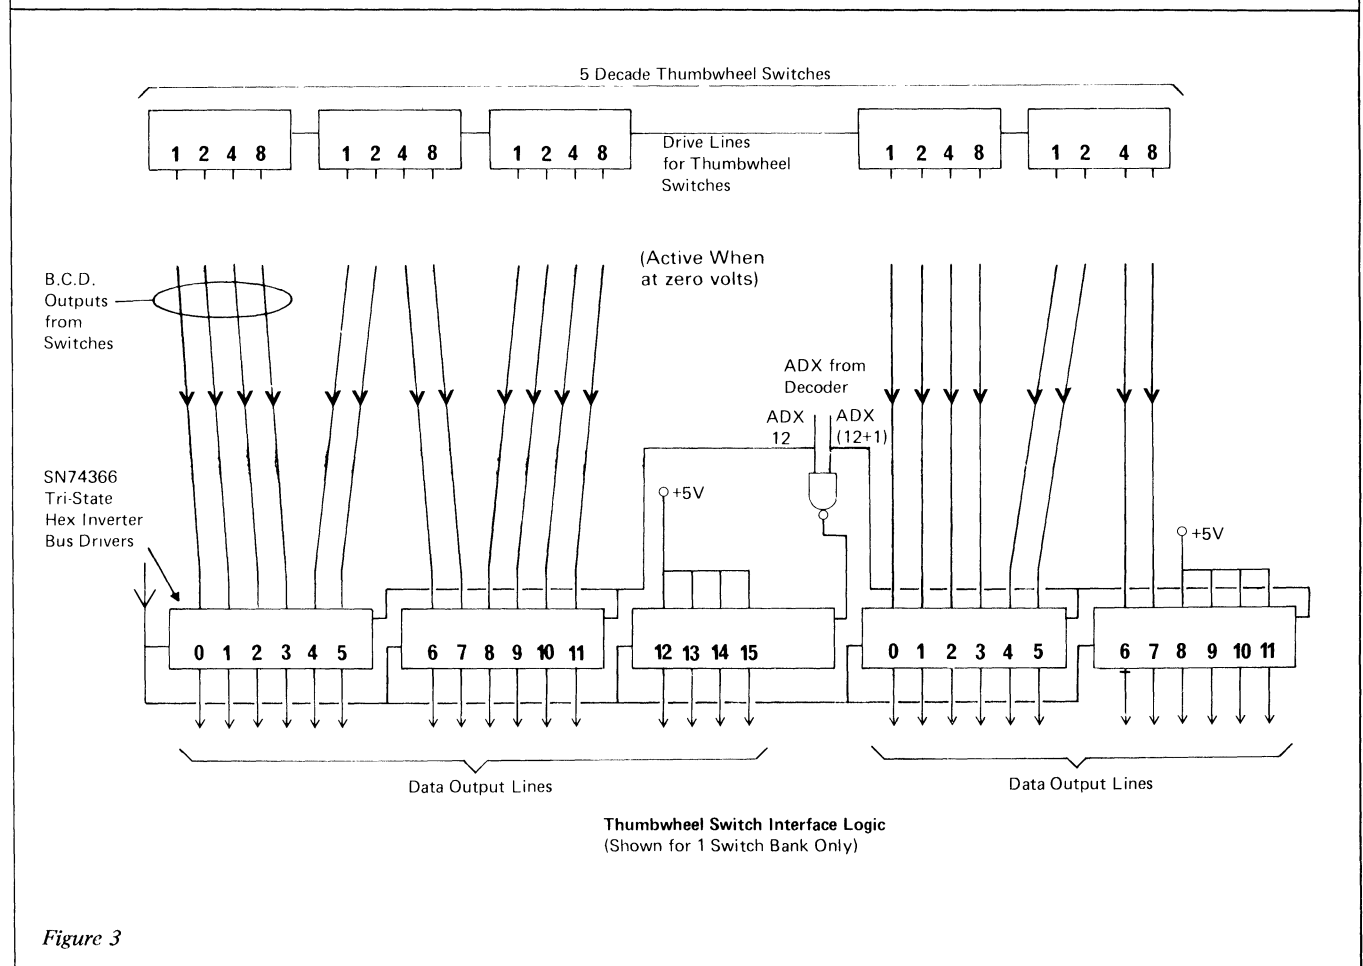 5 Decade Thumbwheel Switches
1 2 4 8 1 2 4 8 1 2 4 8 1 2 4 8 1 2 4 8
Drive Lines
for Thumbwheel
Switches
(Active When
at zero volts)
B.C.D.
Outputs
from
Switches
ADX from
Decoder
ADX
12
ADX
(12+1)
SN74366
Tri-State
Hex Inverter
Bus Drivers
+5V
+5V
0 1 2 3 4 5 6 7 8 9 10 11 12 13 14 15 0 1 2 3 4 5 6 7 8 9 10 11
Data Output Lines
Data Output Lines
Thumbwheel Switch Interface Logic
(Shown for 1 Switch Bank Only)
Figure 3